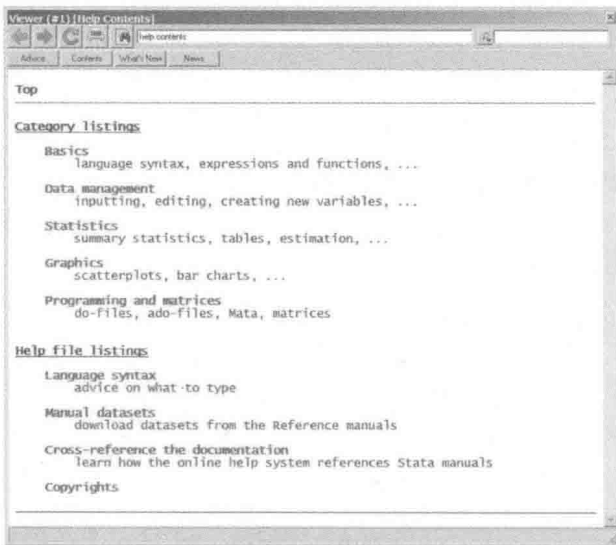 Viewer (#1) [Help Contents]
help contents
Advice Contents What's New News
Top
Category listings
Basics
language syntax, expressions and functions, ...
Data management
inputting, editing, creating new variables, ...
Statistics
summary statistics, tables, estimation, ...
Graphics
scatterplots, bar charts, ...
Programming and matrices
do-files, ado-files, Mata, matrices
Help file listings
Language syntax
advice on what to type
Manual datasets
download datasets from the Reference manuals
Cross-reference the documentation
learn how the online help system references Stata manuals
Copyrights